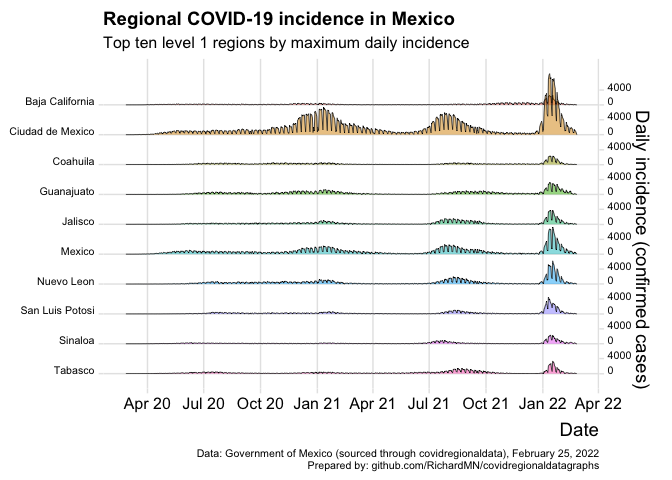 Regional COVID-19 incidence in Mexico
Top ten level 1 regions by maximum daily incidence
Baja California
Ciudad de Mexico
Coahuila
Guanajuato
Jalisco
Mexico
Nuevo Leon
San Luis Potosi
Sinaloa
Tabasco
4000
0
4000
0
4000
0
4000
0
4000
0
4000
0
4000
0
4000
0
4000
0
4000
0
Daily incidence (confirmed cases)
Apr 20 Jul 20 Oct 20 Jan 21 Apr 21 Jul 21 Oct 21 Jan 22 Apr 22
Date
Data: Government of Mexico (sourced through covidregionaldata), February 25, 2022
Prepared by: github.com/RichardMN/covidregionaldatagraphs